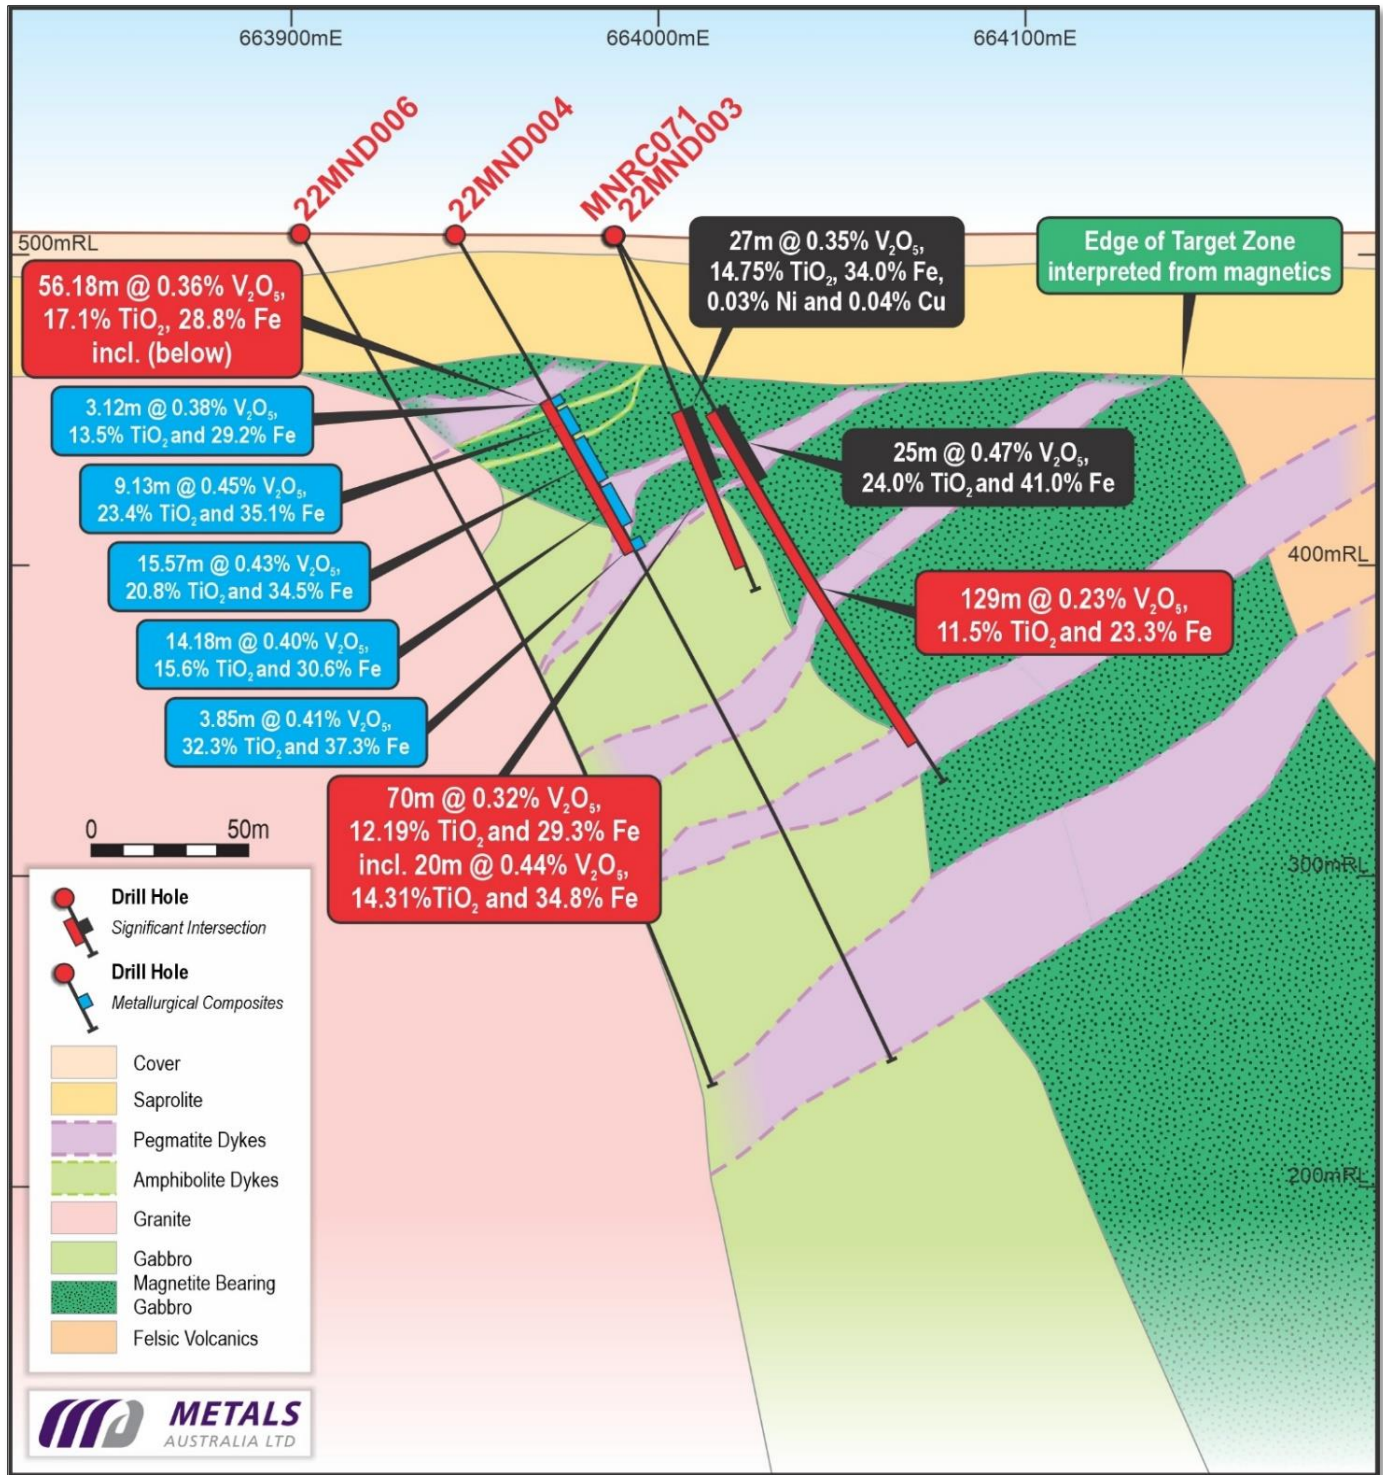 663900mE
664000mE
664100mE
22MND006
22MND004
MNRC071
22MND003
500mRL
56.18m @ 0.36% V₂O₅,
17.1% TiO₂, 28.8% Fe
incl. (below)
27m @ 0.35% V₂O₅,
14.75% TiO₂, 34.0% Fe,
0.03% Ni and 0.04% Cu
Edge of Target Zone
interpreted from magnetics
3.12m @ 0.38% V₂O₅,
13.5% TiO₂ and 29.2% Fe
9.13m @ 0.45% V₂O₅,
23.4% TiO₂ and 35.1% Fe
25m @ 0.47% V₂O₅,
24.0% TiO₂ and 41.0% Fe
15.57m @ 0.43% V₂O₅,
20.8% TiO₂ and 34.5% Fe
400mRL
129m @ 0.23% V₂O₅,
11.5% TiO₂ and 23.3% Fe
14.18m @ 0.40% V₂O₅,
15.6% TiO₂ and 30.6% Fe
3.85m @ 0.41% V₂O₅,
32.3% TiO₂ and 37.3% Fe
70m @ 0.32% V₂O₅,
12.19% TiO₂ and 29.3% Fe
incl. 20m @ 0.44% V₂O₅,
14.31%TiO₂ and 34.8% Fe
300mRL
200mRL
0 50m
Drill Hole
Significant Intersection
Drill Hole
Metallurgical Composites
Cover
Saprolite
Pegmatite Dykes
Amphibolite Dykes
Granite
Gabbro
Magnetite Bearing
Gabbro
Felsic Volcanics
METALS
AUSTRALIA LTD